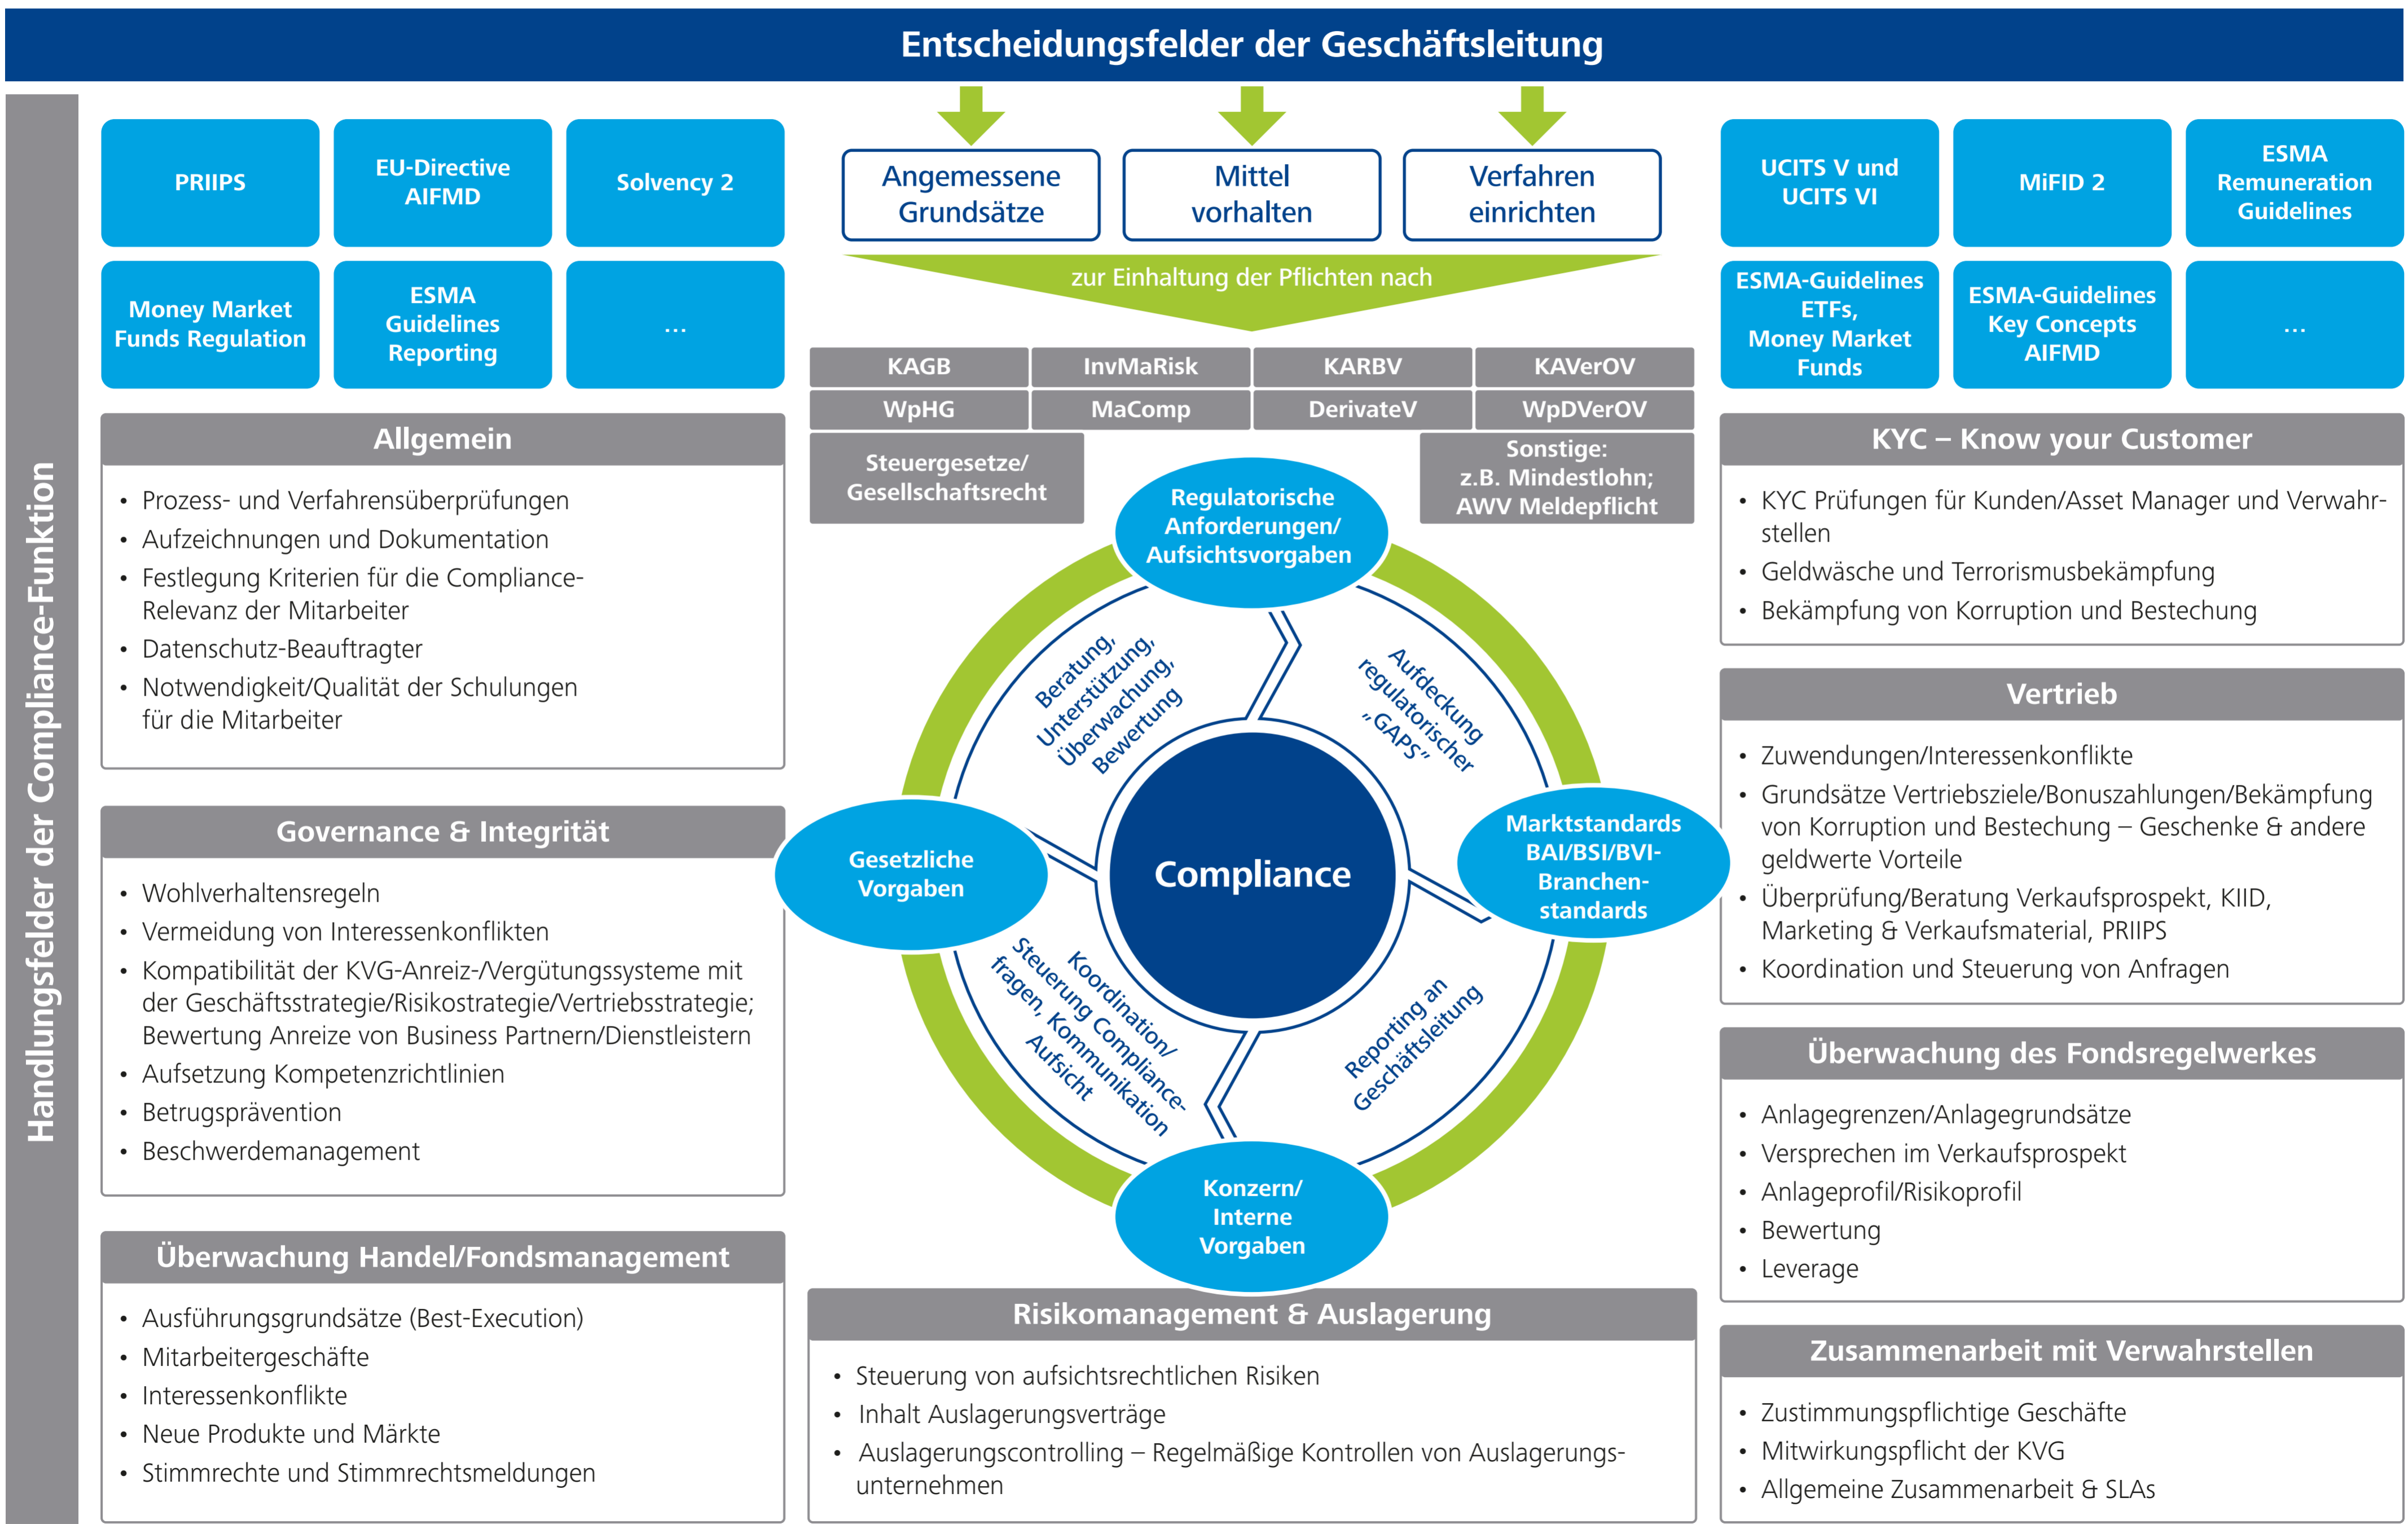 Entscheidungsfelder der Geschäftsleitung
Handlungsfelder der Compliance-Funktion
PRIIPS
EU-Directive
AIFMD
Solvency 2
Money Market
Funds Regulation
ESMA
Guidelines
Reporting
...
Angemessene
Grundsätze
Mittel
vorhalten
Verfahren
einrichten
zur Einhaltung der Pflichten nach
KAGB
InvMaRisk
KARBV
KAVerOV
WpHG
MaComp
DerivateV
WpDVerOV
Steuergesetze/
Gesellschaftsrecht
Sonstige:
z.B. Mindestlohn;
AWV Meldepflicht
UCITS V und
UCITS VI
MiFID 2
ESMA
Remuneration
Guidelines
ESMA-Guidelines
ETFs,
Money Market
Funds
ESMA-Guidelines
Key Concepts
AIFMD
...
Allgemein
• Prozess- und Verfahrensüberprüfungen
• Aufzeichnungen und Dokumentation
• Festlegung Kriterien für die Compliance-
Relevanz der Mitarbeiter
• Datenschutz-Beauftragter
• Notwendigkeit/Qualität der Schulungen
für die Mitarbeiter
Governance & Integrität
• Wohlverhaltensregeln
• Vermeidung von Interessenkonflikten
• Kompatibilität der KVG-Anreiz-/Vergütungssysteme mit
der Geschäftsstrategie/Risikostrategie/Vertriebsstrategie;
Bewertung Anreize von Business Partnern/Dienstleistern
• Aufsetzung Kompetenzrichtlinien
• Betrugsprävention
• Beschwerdemanagement
Überwachung Handel/Fondsmanagement
• Ausführungsgrundsätze (Best-Execution)
• Mitarbeitergeschäfte
• Interessenkonflikte
• Neue Produkte und Märkte
• Stimmrechte und Stimmrechtsmeldungen
Regulatorische
Anforderungen/
Aufsichtsvorgaben
Beratung,
Unterstützung,
Überwachung,
Bewertung
Aufdeckung
regulatorischer
„GAPS“
Gesetzliche
Vorgaben
Compliance
Marktstandards
BAI/BSI/BVI-
Branchen-
standards
Koordination/
Steuerung Compliance-
fragen, Kommunikation
Aufsicht
Reporting an
Geschäftsleitung
Konzern/
Interne
Vorgaben
Risikomanagement & Auslagerung
• Steuerung von aufsichtsrechtlichen Risiken
• Inhalt Auslagerungsverträge
• Auslagerungscontrolling – Regelmäßige Kontrollen von Auslagerungs-
unternehmen
KYC – Know your Customer
• KYC Prüfungen für Kunden/Asset Manager und Verwahr-
stellen
• Geldwäsche und Terrorismusbekämpfung
• Bekämpfung von Korruption und Bestechung
Vertrieb
• Zuwendungen/Interessenkonflikte
• Grundsätze Vertriebsziele/Bonuszahlungen/Bekämpfung
von Korruption und Bestechung – Geschenke & andere
geldwerte Vorteile
• Überprüfung/Beratung Verkaufsprospekt, KIID,
Marketing & Verkaufsmaterial, PRIIPS
• Koordination und Steuerung von Anfragen
Überwachung des Fondsregelwerkes
• Anlagegrenzen/Anlagegrundsätze
• Versprechen im Verkaufsprospekt
• Anlageprofil/Risikoprofil
• Bewertung
• Leverage
Zusammenarbeit mit Verwahrstellen
• Zustimmungspflichtige Geschäfte
• Mitwirkungspflicht der KVG
• Allgemeine Zusammenarbeit & SLAs